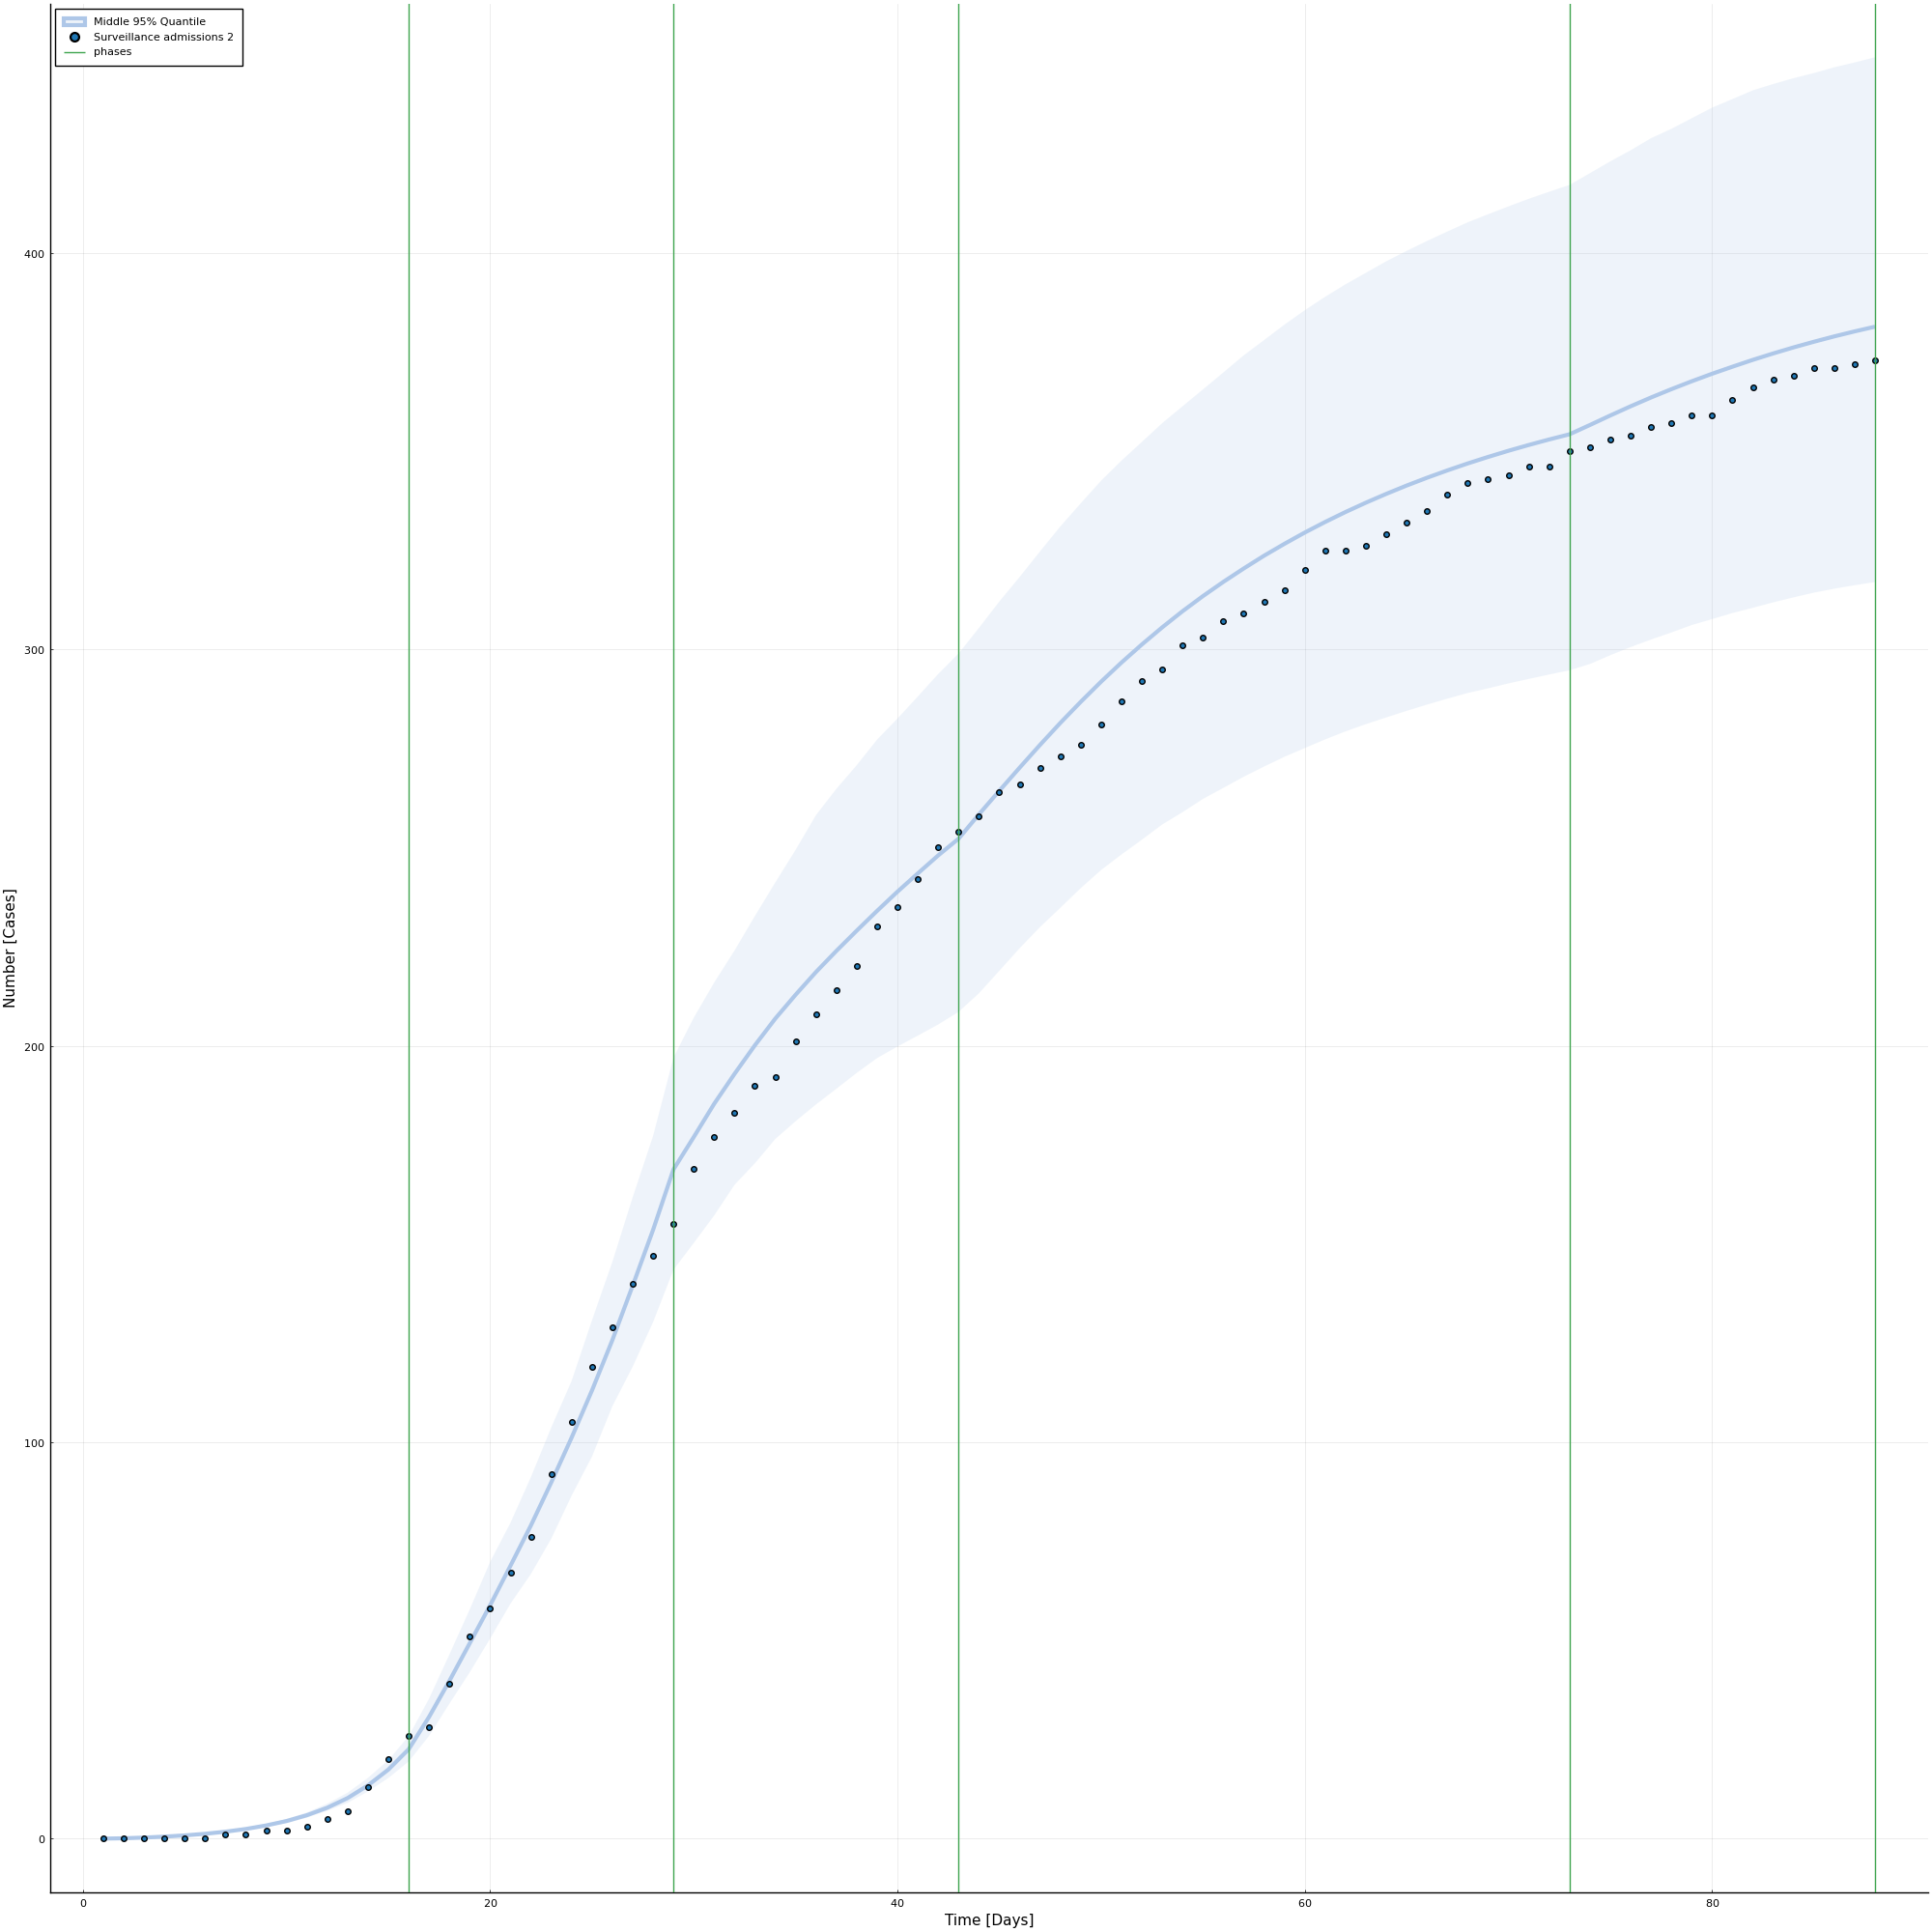 Middle 95% Quantile
Surveillance admissions 2
phases
400
300
200
100
0
Number [Cases]
0 20 40 60 80
Time [Days]